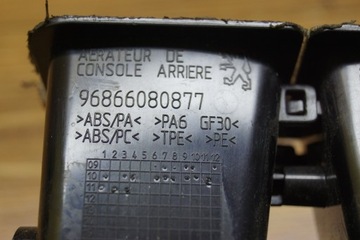 AERATEUR DE
CONSOLE ARRIERE
96866080877
>ABS/PA< >PA6 GF30<
>ABS/PC< >TPE< >PE<
1 2 3 4 5 6 7 8 9 10 11 12
09
10
11
12